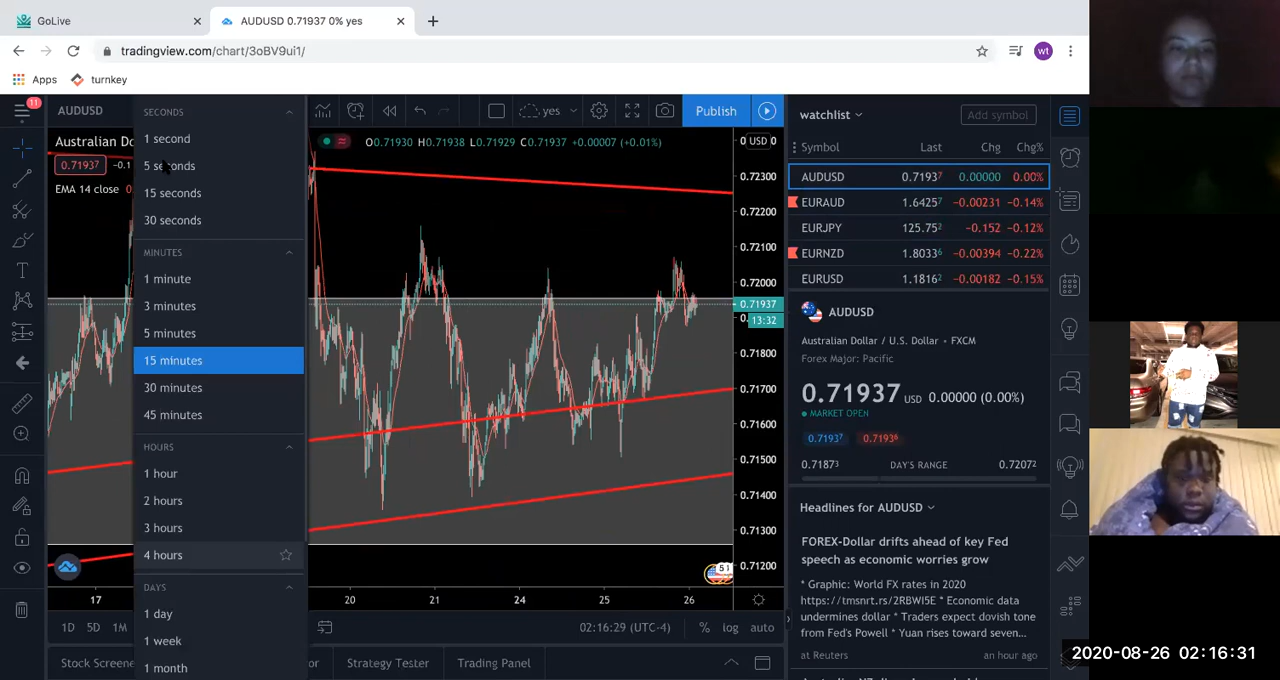 GoLive
AUDUSD 0.71937 0% yes
tradingview.com/chart/3oBV9ui1/
wt
Apps
turnkey
11
AUDUSD
SECONDS
1 second
5 seconds
15 seconds
30 seconds
MINUTES
1 minute
3 minutes
5 minutes
15 minutes
30 minutes
45 minutes
HOURS
1 hour
2 hours
3 hours
4 hours
DAYS
1 day
1 week
1 month
yes
Publish
Australian Do
0.71937
−0.1
EMA 14 close
O0.71930 H0.71938 L0.71929 C0.71937 +0.00007 (+0.01%)
USD
0.72300
0.72200
0.72100
0.72000
0.71937
13:32
0.71800
0.71700
0.71600
0.71500
0.71400
0.71300
0.71200
17
20
21
24
25
26
5
1D 5D 1M
02:16:29 (UTC-4)
% log auto
Stock Screene
or
Strategy Tester
Trading Panel
watchlist
Add symbol
Symbol Last Chg Chg%
AUDUSD 0.71937 0.00000 0.00%
EURAUD 1.64257 −0.00231 −0.14%
EURJPY 125.752 −0.152 −0.12%
EURNZD 1.80336 −0.00394 −0.22%
EURUSD 1.18162 −0.00182 −0.15%
AUDUSD
Australian Dollar / U.S. Dollar • FXCM
Forex Major: Pacific
0.71937 USD 0.00000 (0.00%)
MARKET OPEN
0.71937 0.71936
0.71873 DAY'S RANGE 0.72072
Headlines for AUDUSD
FOREX-Dollar drifts ahead of key Fed
speech as economic worries grow
* Graphic: World FX rates in 2020
https://tmsnrt.rs/2RBWI5E * Economic data
undermines dollar * Traders expect dovish tone
from Fed's Powell * Yuan rises toward seven...
at Reuters
an hour ago
2020-08-26 02:16:31